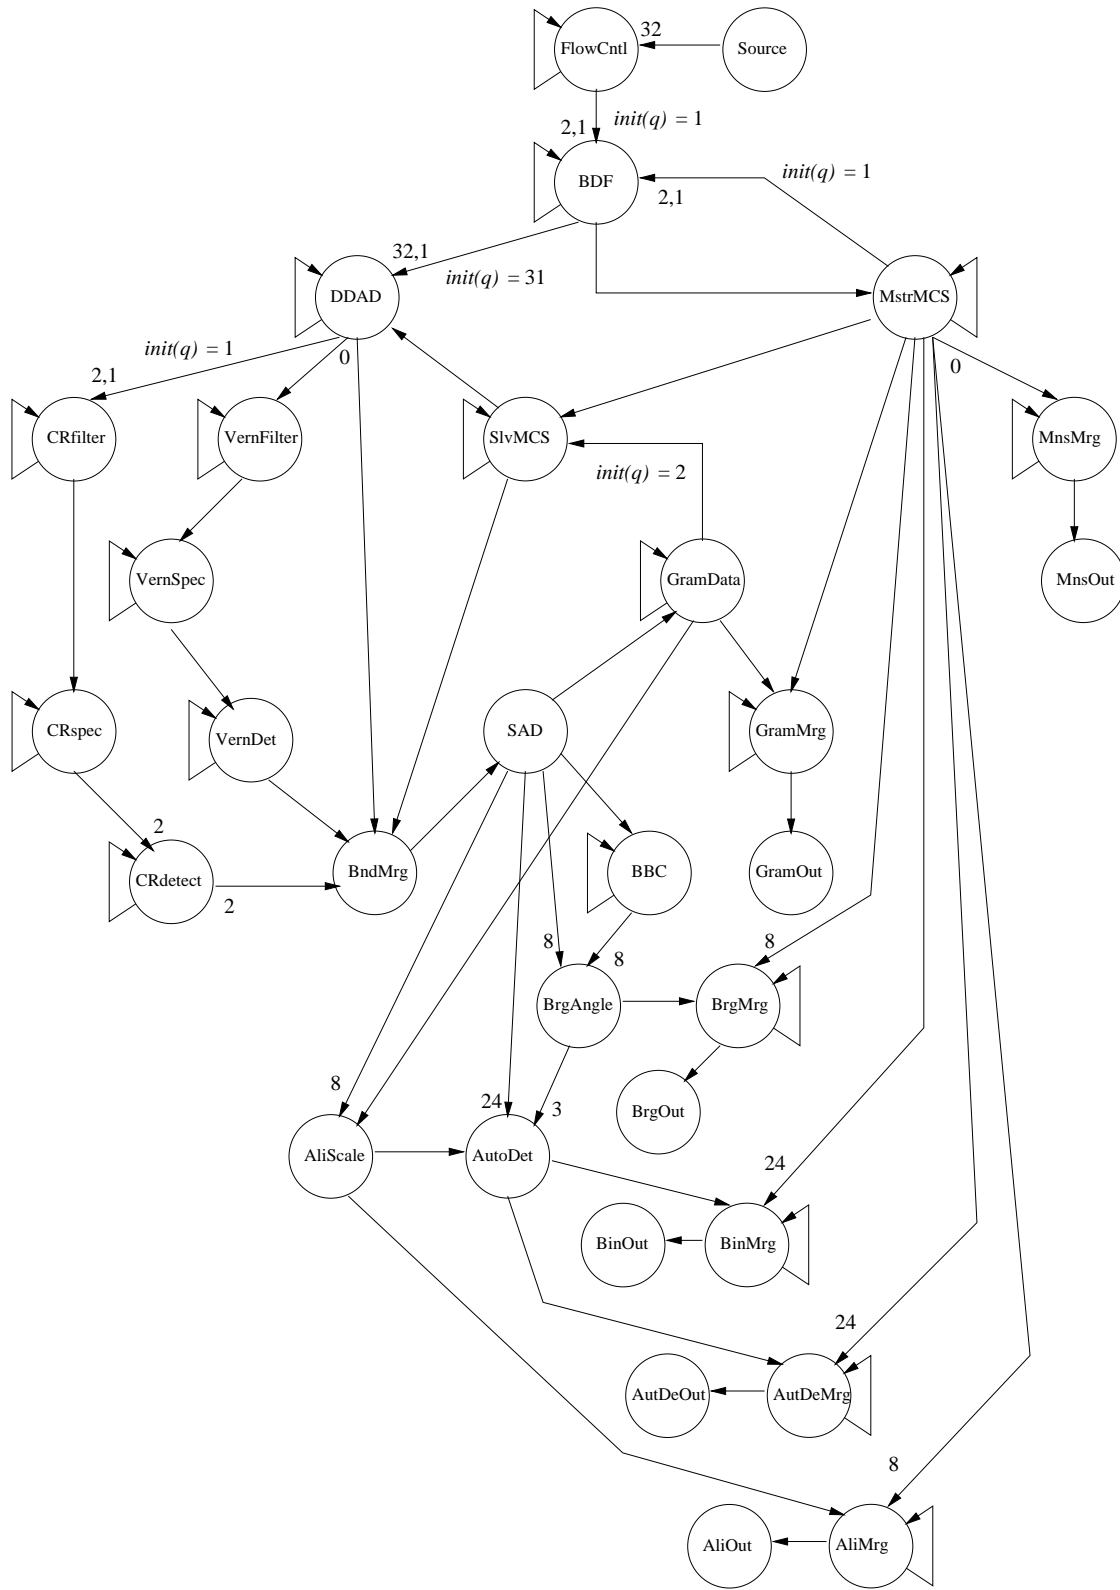 32
FlowCntl
Source
init(q) = 1
2,1
init(q) = 1
BDF
2,1
32,1
init(q) = 31
DDAD
MstrMCS
init(q) = 1
0
0
2,1
CRfilter
VernFilter
SlvMCS
MnsMrg
init(q) = 2
VernSpec
GramData
MnsOut
CRspec
VernDet
SAD
GramMrg
2
CRdetect
BndMrg
BBC
GramOut
2
8
8
8
BrgAngle
BrgMrg
8
24
3
BrgOut
AliScale
AutoDet
24
BinOut
BinMrg
24
AutDeOut
AutDeMrg
8
AliOut
AliMrg